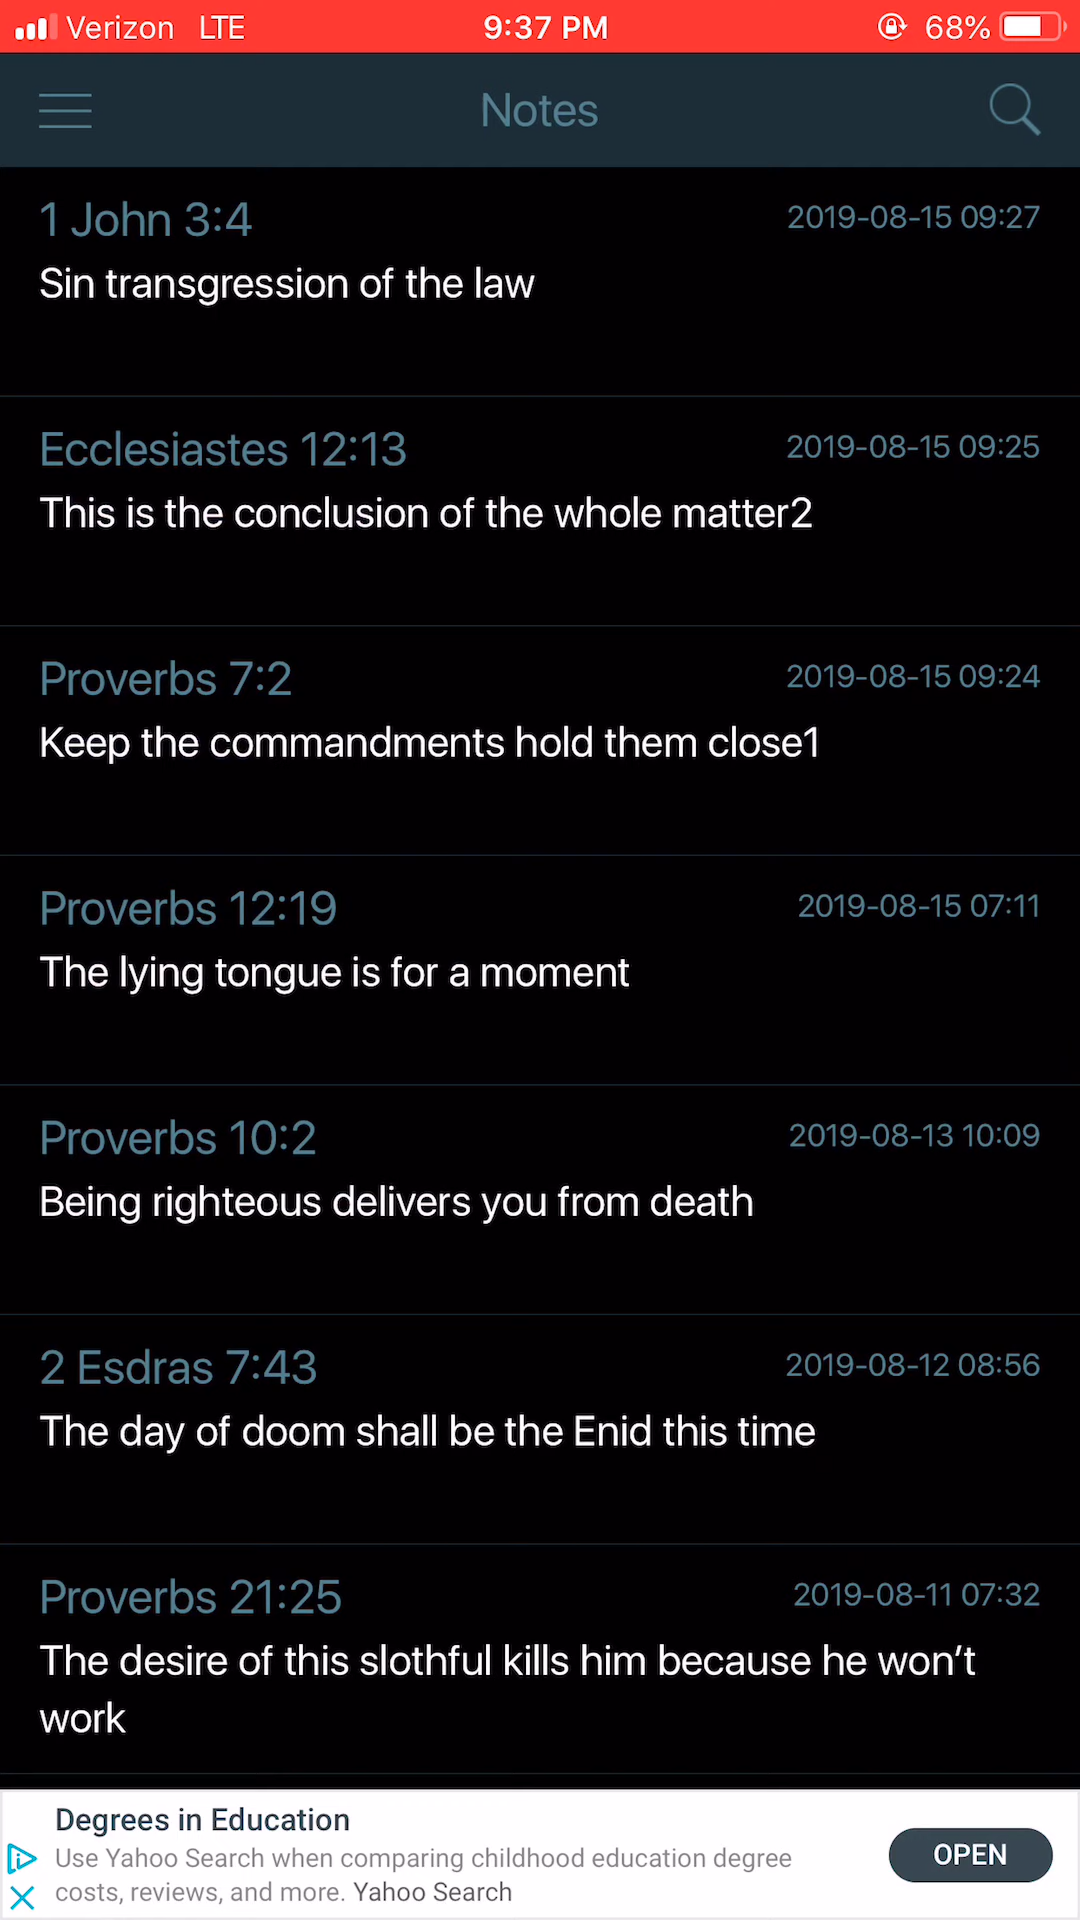 Verizon LTE 9:37 PM 68%
Notes
1 John 3:4 2019-08-15 09:27
Sin transgression of the law
Ecclesiastes 12:13 2019-08-15 09:25
This is the conclusion of the whole matter2
Proverbs 7:2 2019-08-15 09:24
Keep the commandments hold them close1
Proverbs 12:19 2019-08-15 07:11
The lying tongue is for a moment
Proverbs 10:2 2019-08-13 10:09
Being righteous delivers you from death
2 Esdras 7:43 2019-08-12 08:56
The day of doom shall be the Enid this time
Proverbs 21:25 2019-08-11 07:32
The desire of this slothful kills him because he won’t
work
Degrees in Education
Use Yahoo Search when comparing childhood education degree
costs, reviews, and more. Yahoo Search
OPEN